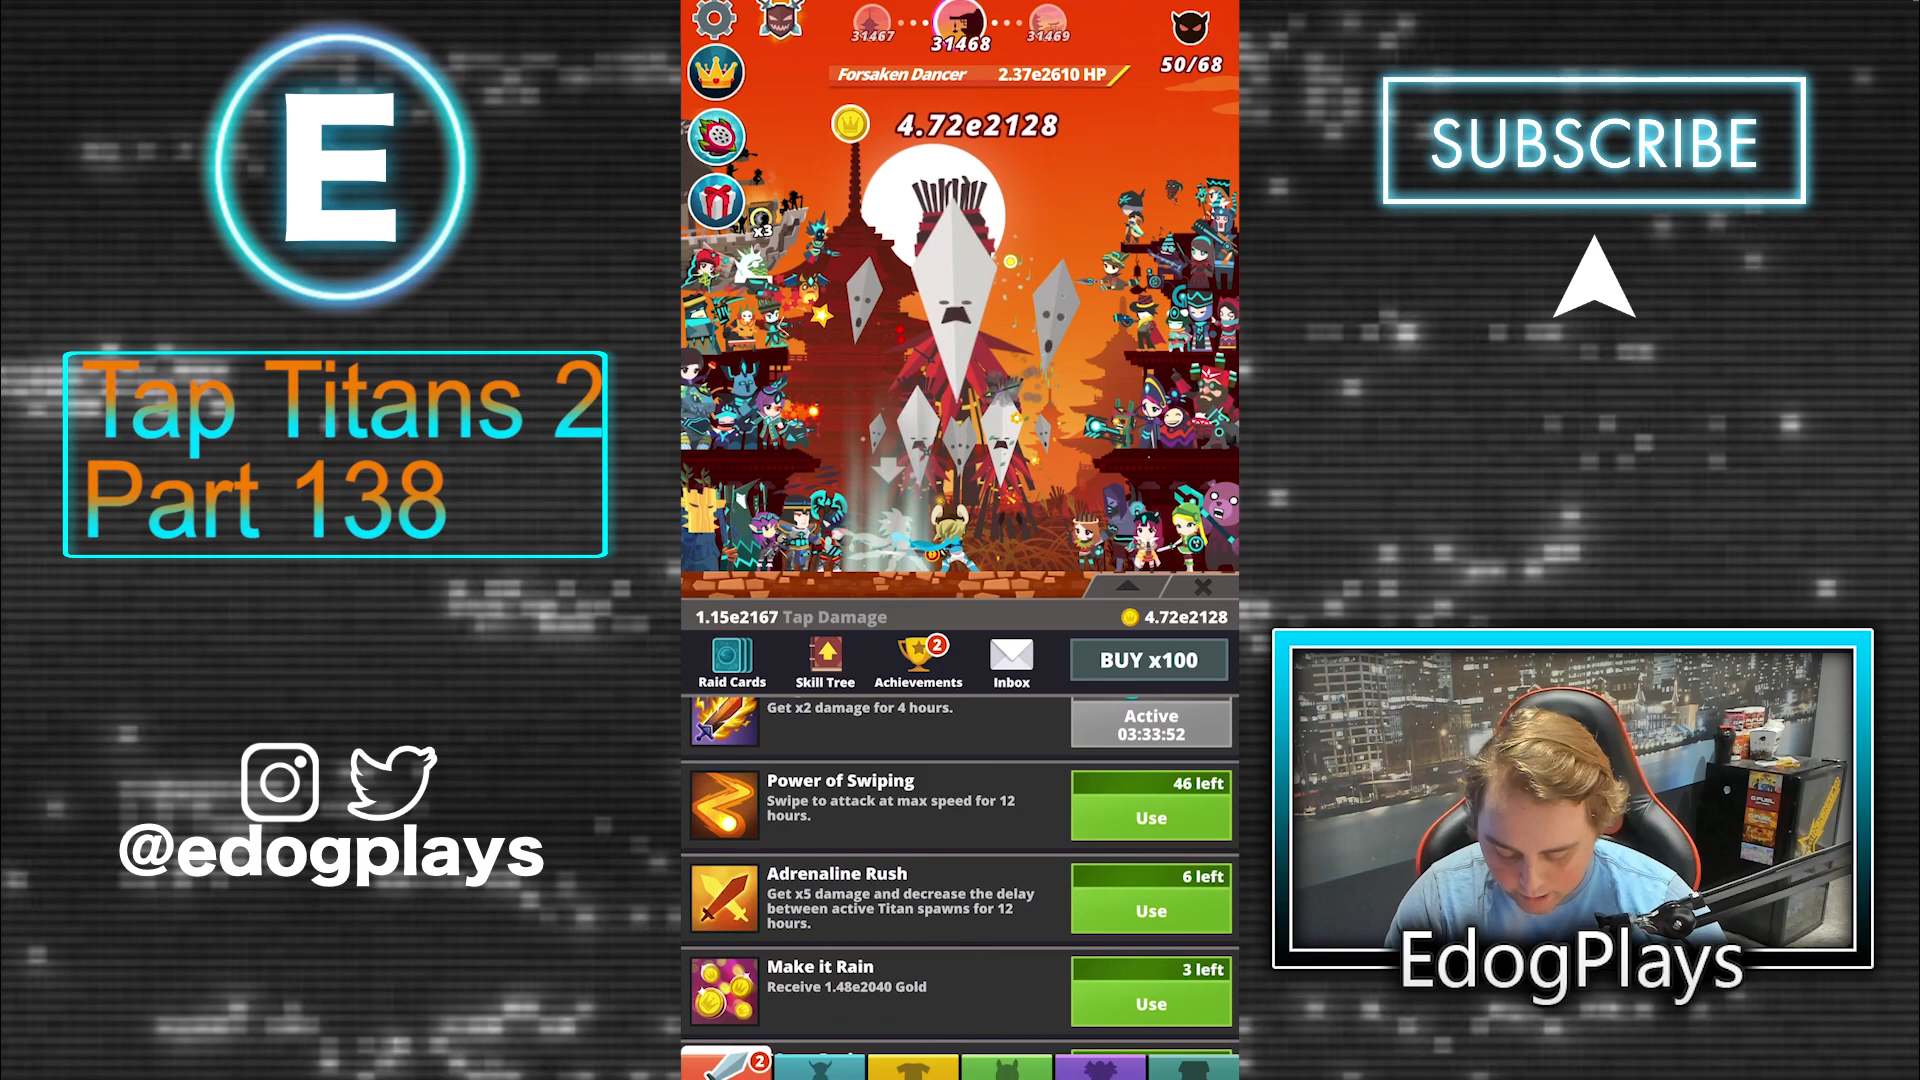 E
Tap Titans 2
Part 138
@edogplays
31467
31468
31469
50/68
Forsaken Dancer 2.37e2610 HP
4.72e2128
x3
1.15e2167 Tap Damage
4.72e2128
Raid Cards
Skill Tree
2
Achievements
Inbox
BUY x100
Get x2 damage for 4 hours.
Active
03:33:52
Power of Swiping
Swipe to attack at max speed for 12
hours.
46 left
Use
Adrenaline Rush
Get x5 damage and decrease the delay
between active Titan spawns for 12
hours.
6 left
Use
Make it Rain
Receive 1.48e2040 Gold
3 left
Use
2
SUBSCRIBE
G FUEL
EdogPlays